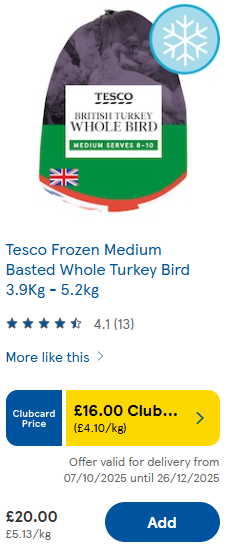 TESCO
BRITISH TURKEY
WHOLE BIRD
MEDIUM SERVES 8-10
Tesco Frozen Medium
Basted Whole Turkey Bird
3.9Kg - 5.2kg
4.1 (13)
More like this
Clubcard
Price
£16.00 Club...
(£4.10/kg)
Offer valid for delivery from
07/10/2025 until 26/12/2025
£20.00
£5.13/kg
Add